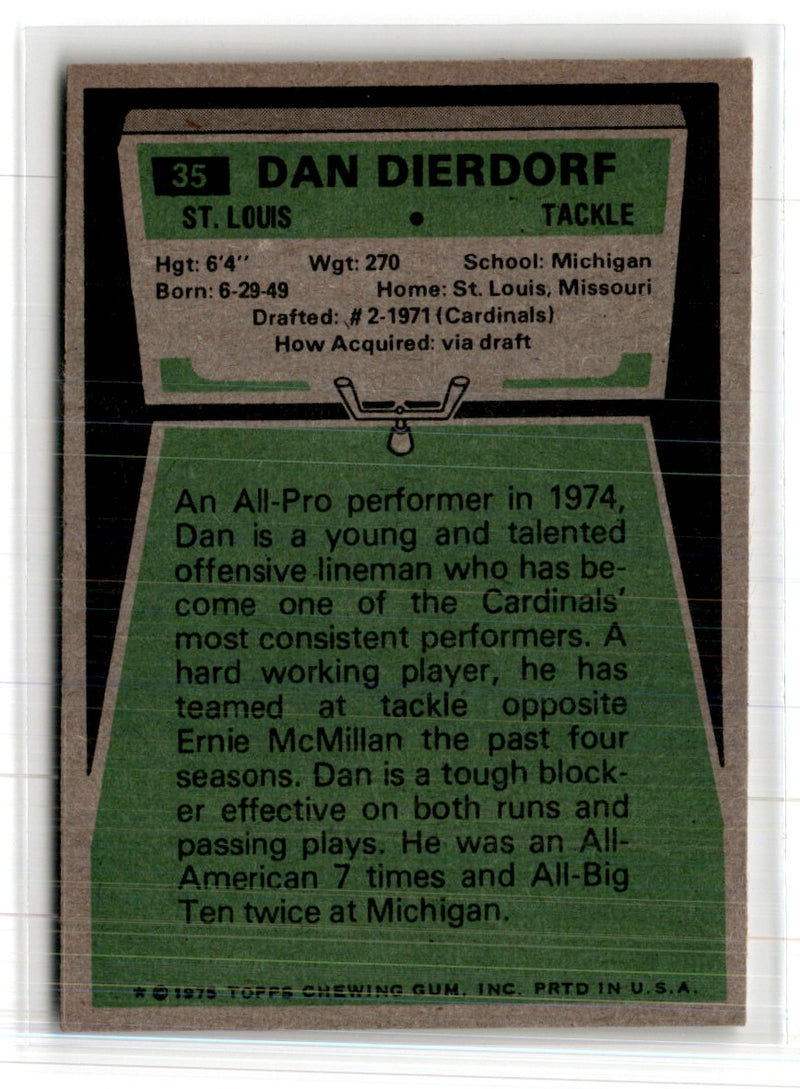 35 DAN DIERDORF
ST. LOUIS • TACKLE
Hgt: 6'4'' Wgt: 270 School: Michigan
Born: 6-29-49 Home: St. Louis, Missouri
Drafted: # 2-1971 (Cardinals)
How Acquired: via draft
An All-Pro performer in 1974,
Dan is a young and talented
offensive lineman who has be-
come one of the Cardinals'
most consistent performers. A
hard working player, he has
teamed at tackle opposite
Ernie McMillan the past four
seasons. Dan is a tough block-
er effective on both runs and
passing plays. He was an All-
American 7 times and All-Big
Ten twice at Michigan.
* © 1975 TOPPS CHEWING GUM, INC. PRTD IN U.S.A.